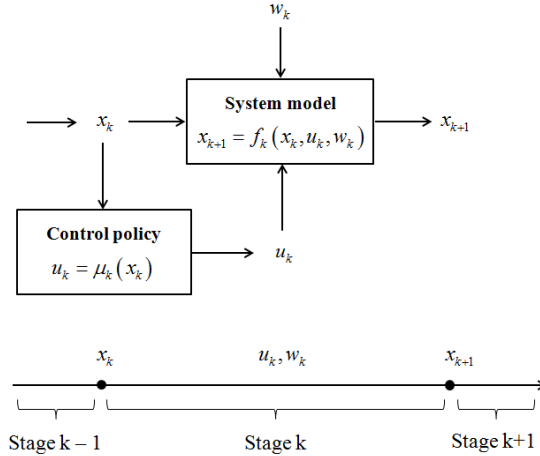 w_k
System model
x_k
x_{k+1} = f_k(x_k, u_k, w_k)
x_{k+1}
Control policy
u_k = μ_k(x_k)
u_k
x_k
u_k, w_k
x_{k+1}
Stage k – 1
Stage k
Stage k+1